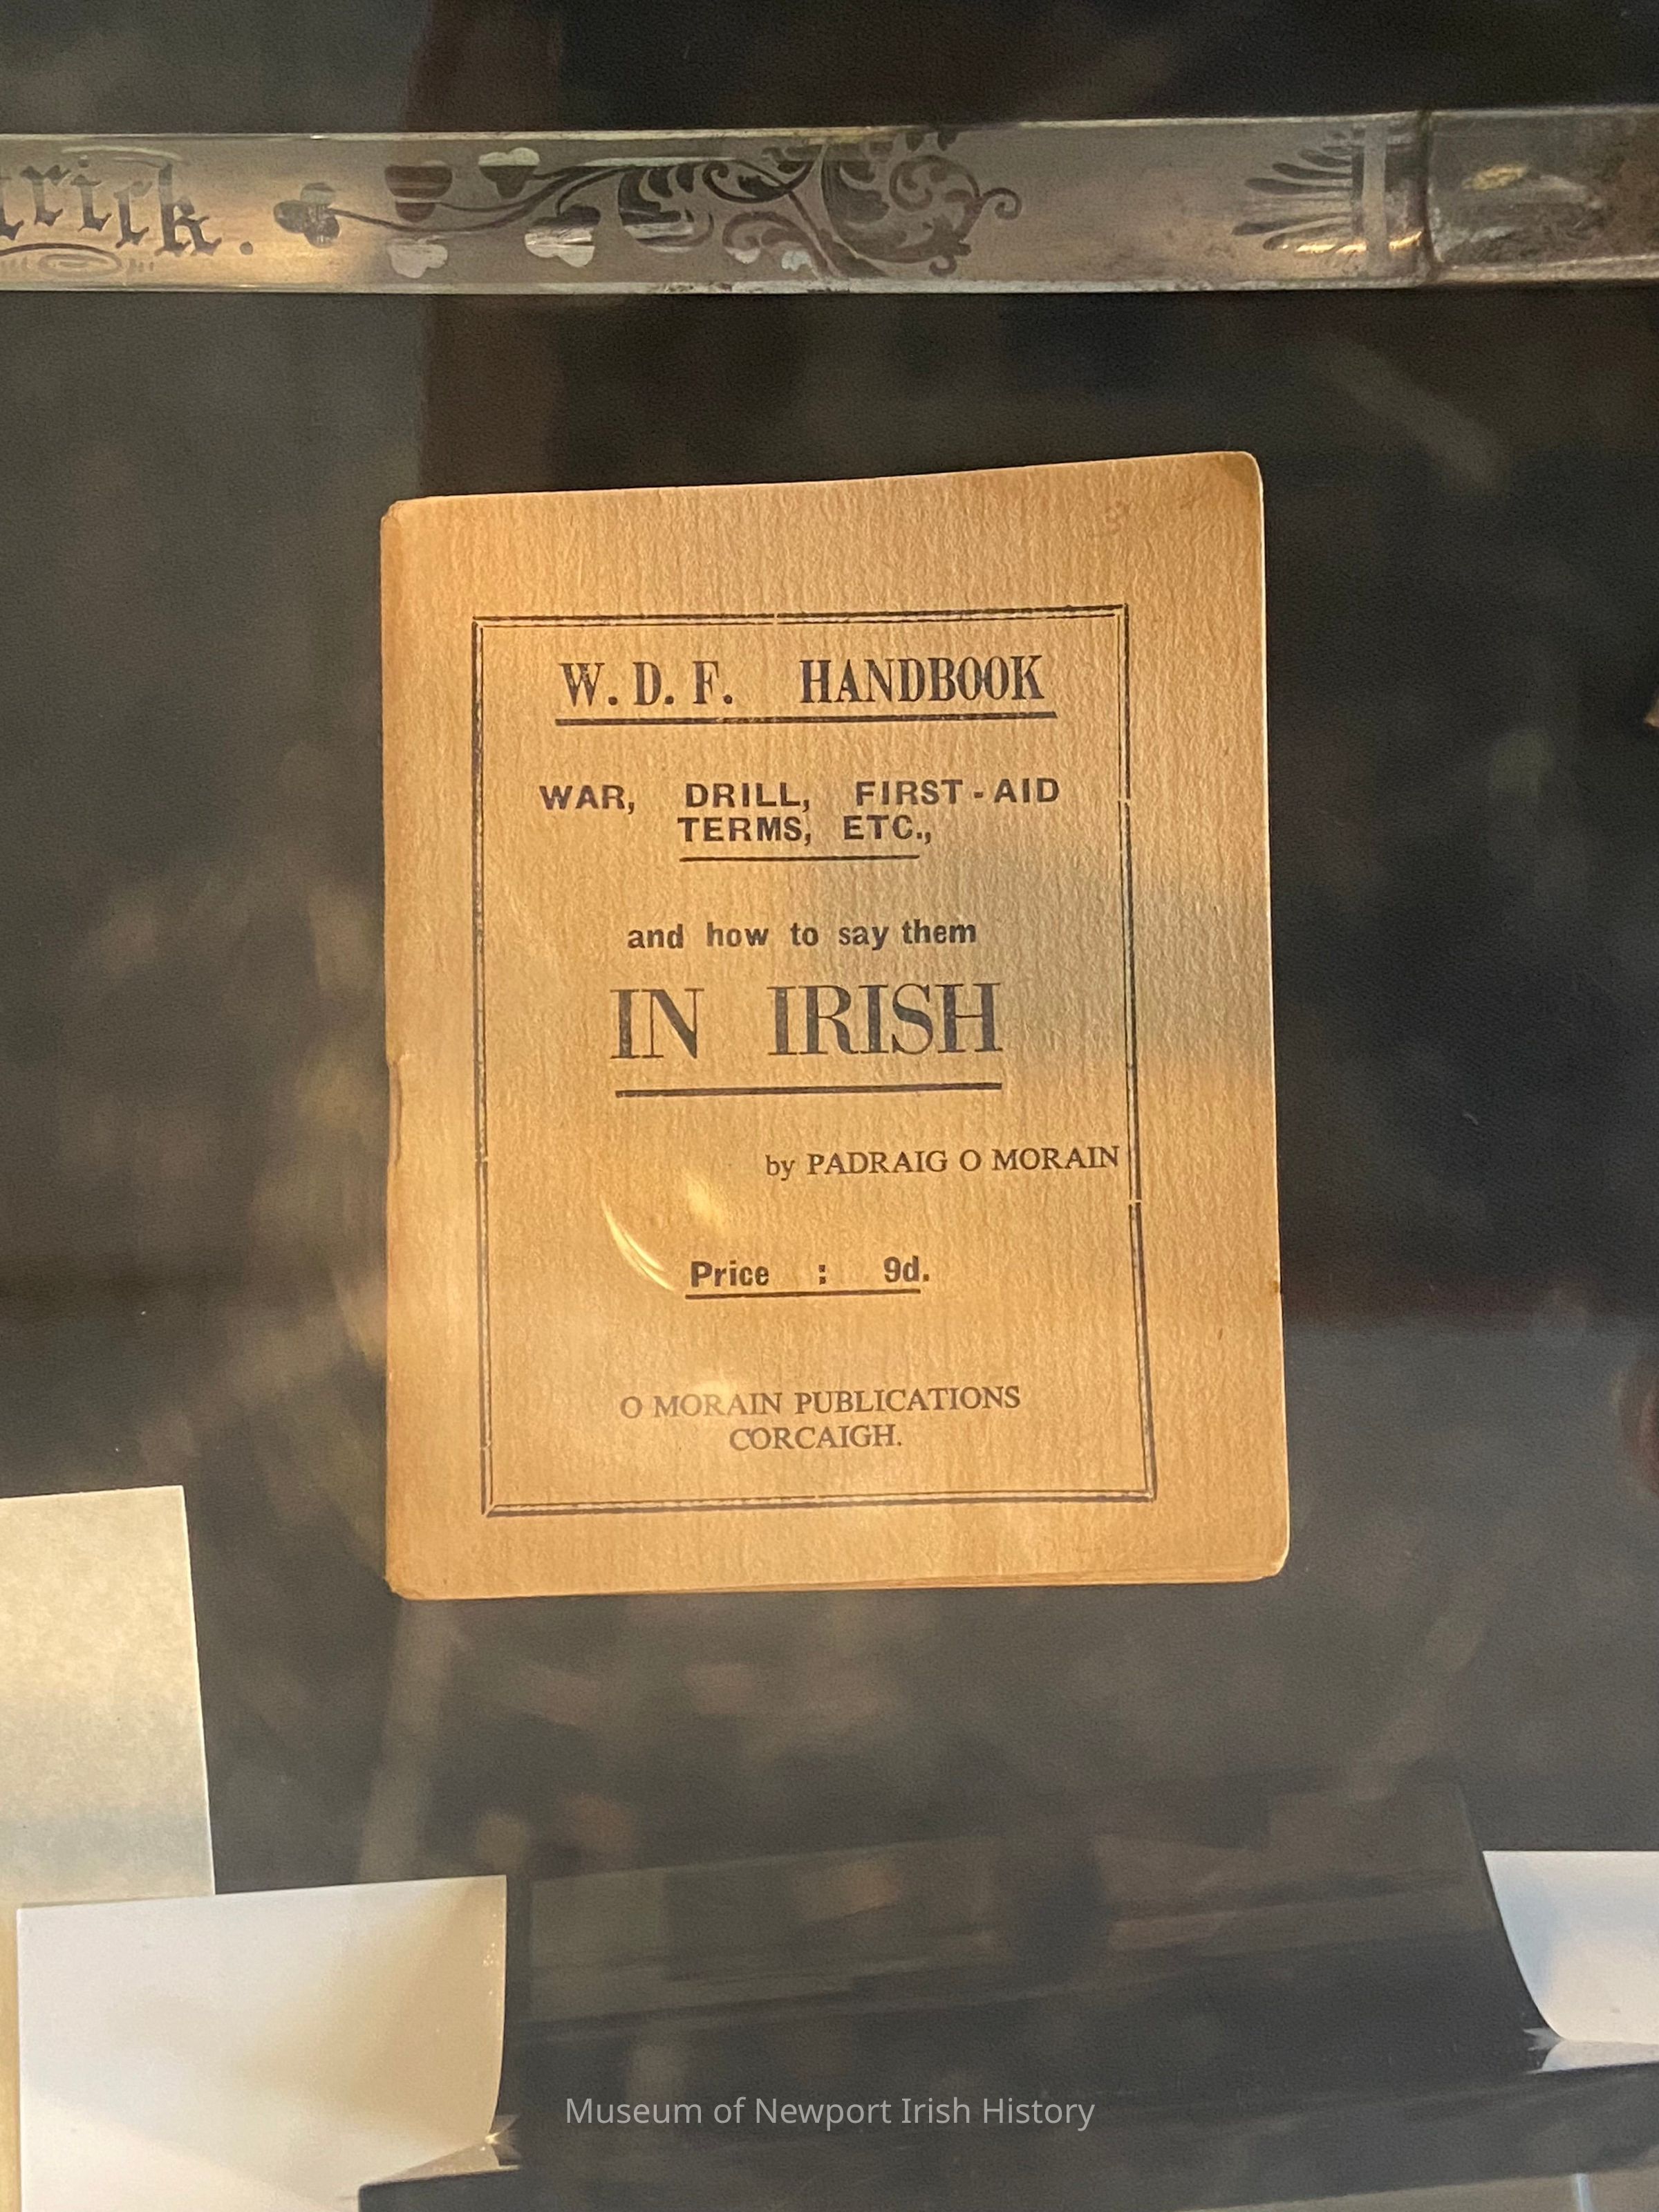 trick.
W. D. F. HANDBOOK
WAR, DRILL, FIRST-AID
TERMS, ETC.,
and how to say them
IN IRISH
by PADRAIG O MORAIN
Price : 9d.
O MORAIN PUBLICATIONS
CORCAIGH.
Museum of Newport Irish History